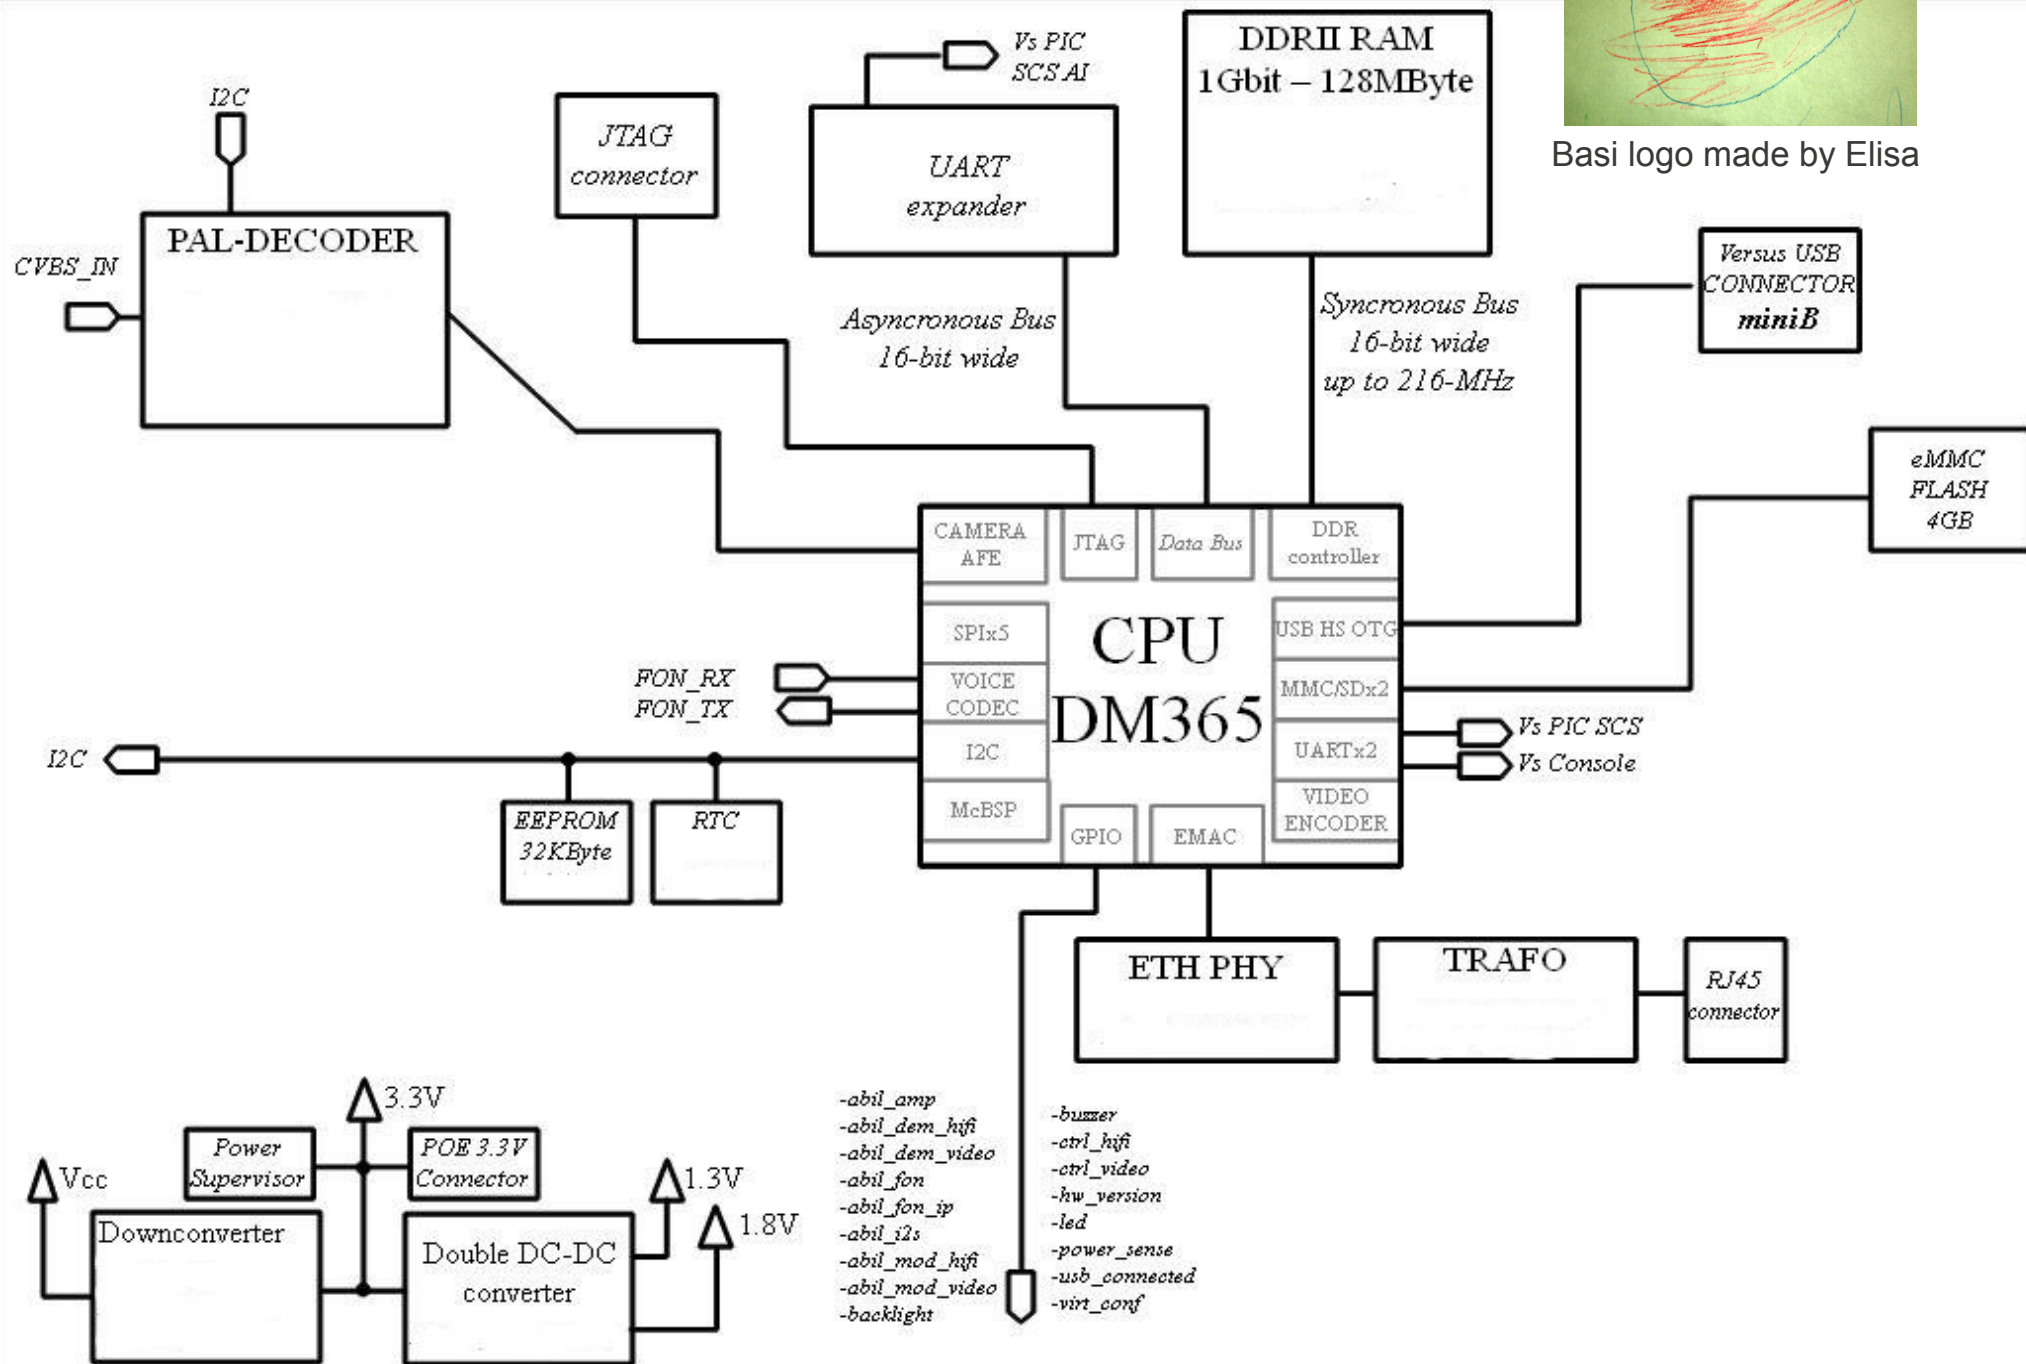 I2C
CVBS_IN
PAL-DECODER
JTAG
connector
Vs PIC
SCS AI
UART
expander
DDRII RAM
1Gbit – 128MByte
Basi logo made by Elisa
Versus USB
CONNECTOR
miniB
Asyncronous Bus
16-bit wide
Syncronous Bus
16-bit wide
up to 216-MHz
eMMC
FLASH
4GB
CAMERA
AFE
JTAG
Data Bus
DDR
controller
CPU
DM365
SPIx5
VOICE
CODEC
I2C
McBSP
GPIO
EMAC
USB HS OTG
MMC/SDx2
UARTx2
VIDEO
ENCODER
FON_RX
FON_TX
I2C
EEPROM
32KByte
RTC
Vs PIC SCS
Vs Console
ETH PHY
TRAFO
RJ45
connector
3.3V
Power
Supervisor
POE 3.3V
Connector
Vcc
Downconverter
Double DC-DC
converter
1.3V
1.8V
-abil_amp
-abil_dem_hifi
-abil_dem_video
-abil_fon
-abil_fon_ip
-abil_i2s
-abil_mod_hifi
-abil_mod_video
-backlight
-buzzer
-ctrl_hifi
-ctrl_video
-hw_version
-led
-power_sense
-usb_connected
-virt_conf